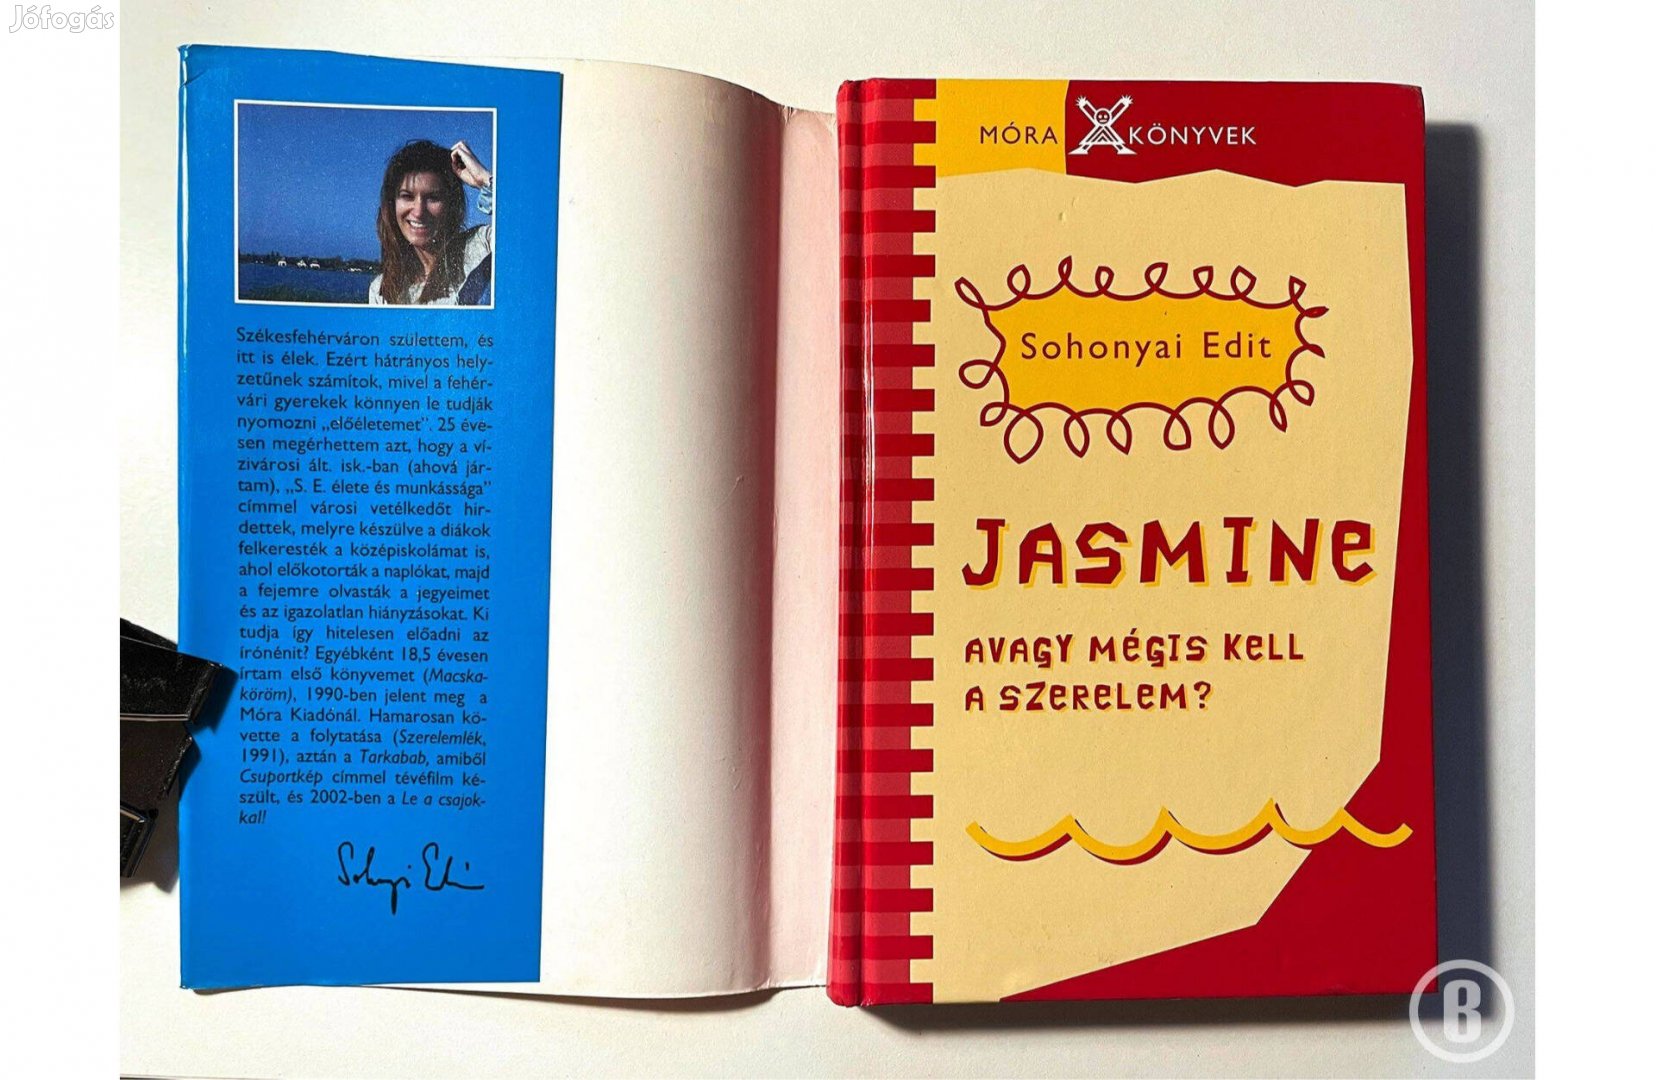 Jófogás
Székesfehérváron születtem, és
itt is élek. Ezért hátrányos hely-
zetűnek számítok, mivel a fehér-
vári gyerekek könnyen le tudják
nyomozni „előéletemet”. 25 éve-
sen megérhettem azt, hogy a ví-
zivárosi ált. isk.-ban (ahová jár-
tam), „S. E. élete és munkássága”
címmel városi vetélkedőt hir-
dettek, melyre készülve a diákok
felkeresték a középiskolámat is,
ahol előkotorták a naplókat, majd
a fejemre olvasták a jegyeimet
és az igazolatlan hiányzásokat. Ki
tudja így hitelesen előadni az
írónénit? Egyébként 18,5 évesen
írtam első könyvemet (Macska-
köröm), 1990-ben jelent meg a
Móra Kiadónál. Hamarosan kö-
vette a folytatása (Szerelemlék,
1991), aztán a Tarkabab, amiből
Csuportkép címmel tévéfilm ké-
szült, és 2002-ben a Le a csajok-
kal!
MÓRA KÖNYVEK
Sohonyai Edit
JASMINE
AVAGY MÉGIS KELL
A SZERELEM?
B